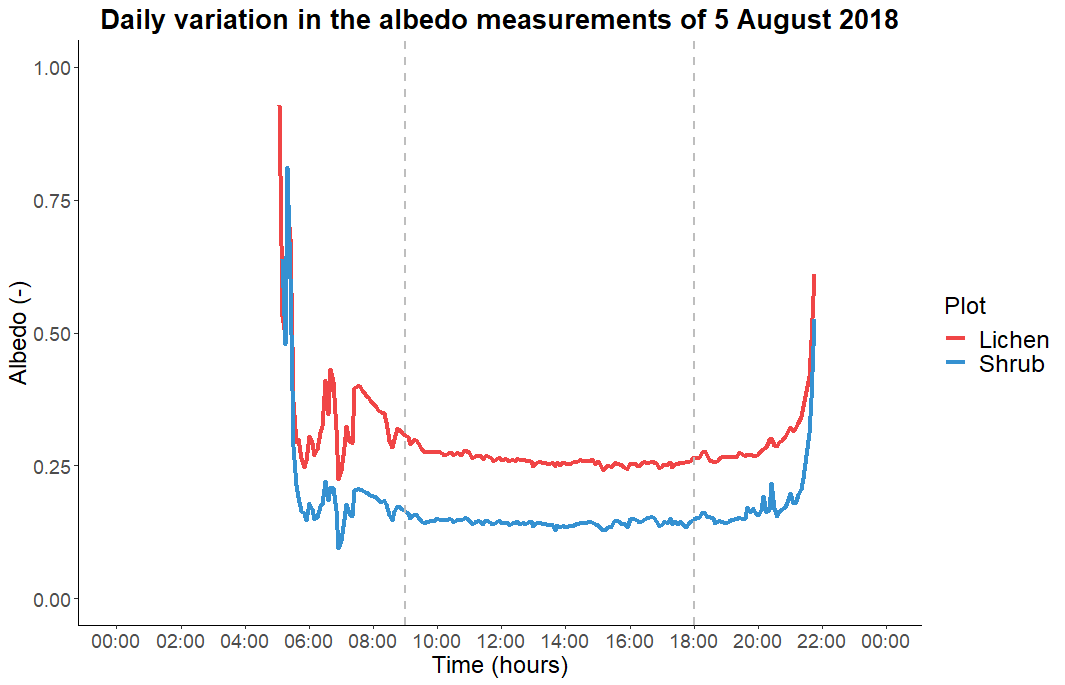 Daily variation in the albedo measurements of 5 August 2018
1.00
0.75
0.50
0.25
0.00
Albedo (-)
00:00 02:00 04:00 06:00 08:00 10:00 12:00 14:00 16:00 18:00 20:00 22:00 00:00
Time (hours)
Plot
Lichen
Shrub